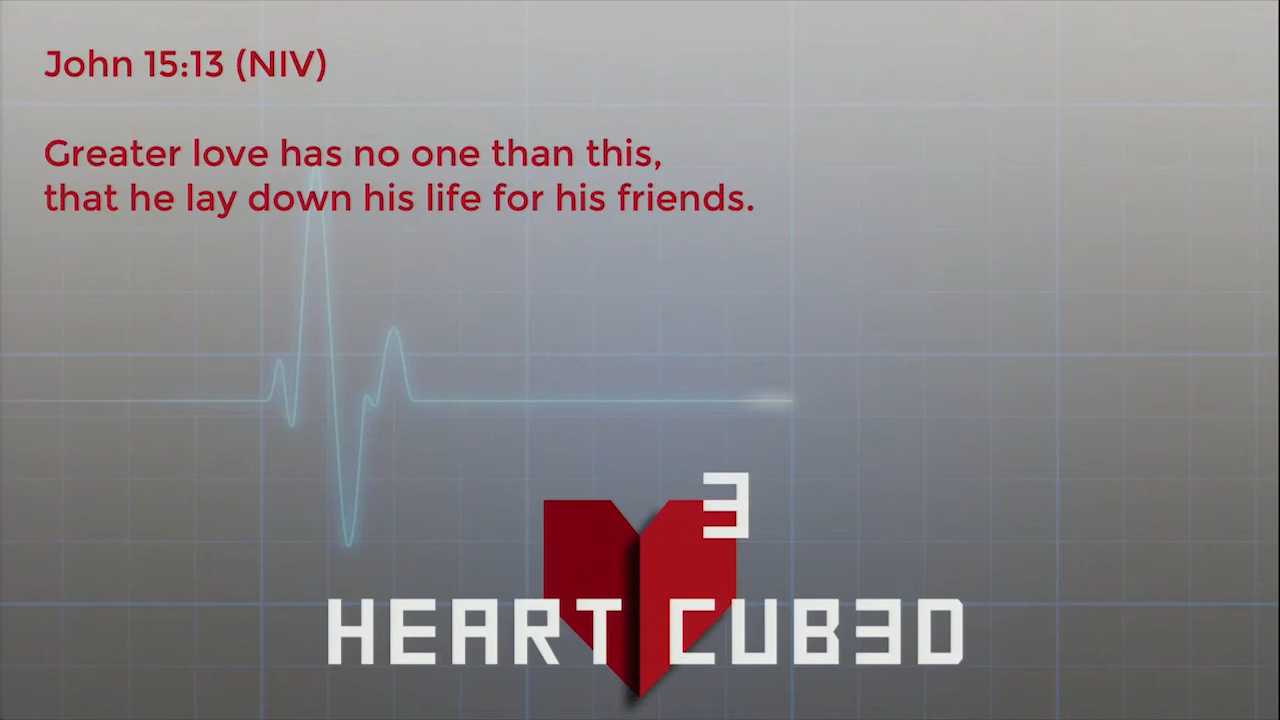 John 15:13 (NIV)
Greater love has no one than this,
that he lay down his life for his friends.
3
HEART CUB3D